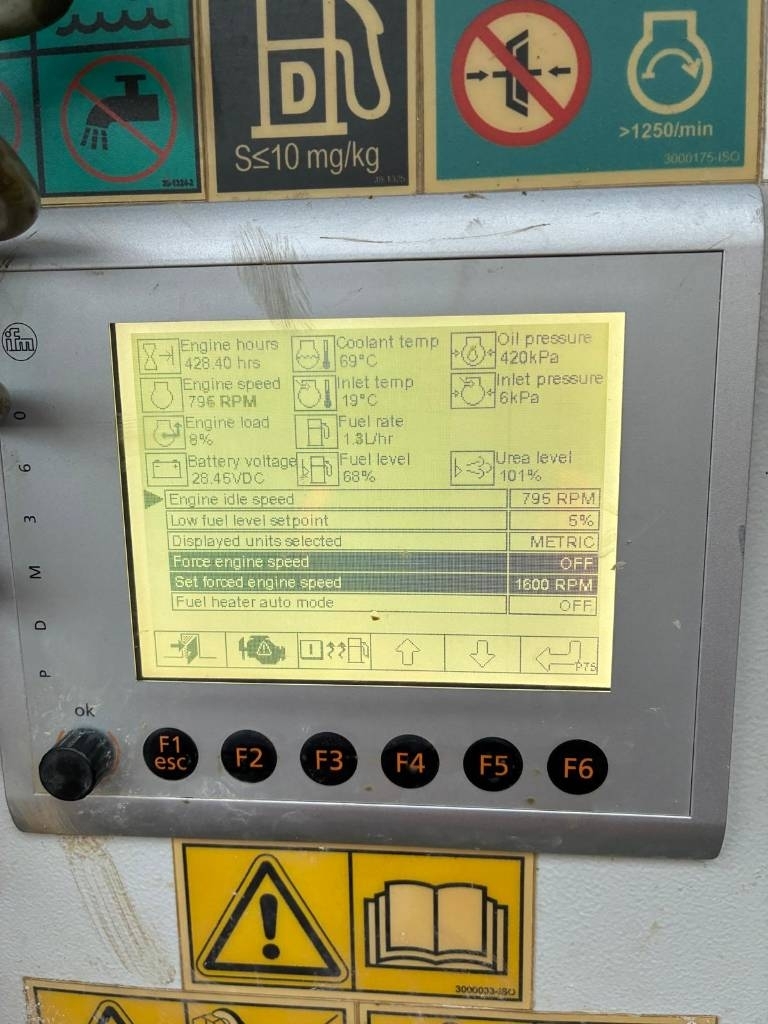 D
S≤10 mg/kg
>1250/min
3000175-ISO
ifm
PDM360
Engine hours
428.40 hrs
Coolant temp
69°C
Oil pressure
420kPa
Engine speed
796 RPM
Inlet temp
19°C
Inlet pressure
6kPa
Engine load
8%
Fuel rate
1.3L/hr
Battery voltage
28.45VDC
Fuel level
68%
Urea level
101%
Engine idle speed 795 RPM
Low fuel level setpoint 5%
Displayed units selected METRIC
Force engine speed OFF
Set forced engine speed 1600 RPM
Fuel heater auto mode OFF
P75
ok
F1
esc
F2
F3
F4
F5
F6
3000033-ISO